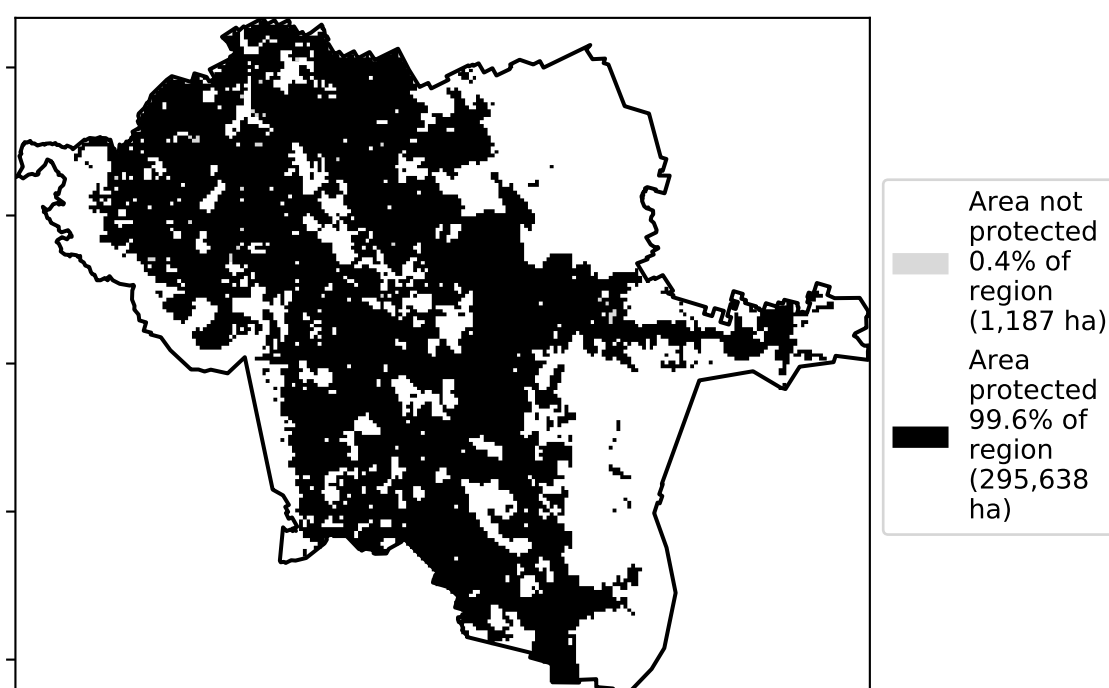 Area not
protected
0.4% of
region
(1,187 ha)
Area
protected
99.6% of
region
(295,638
ha)